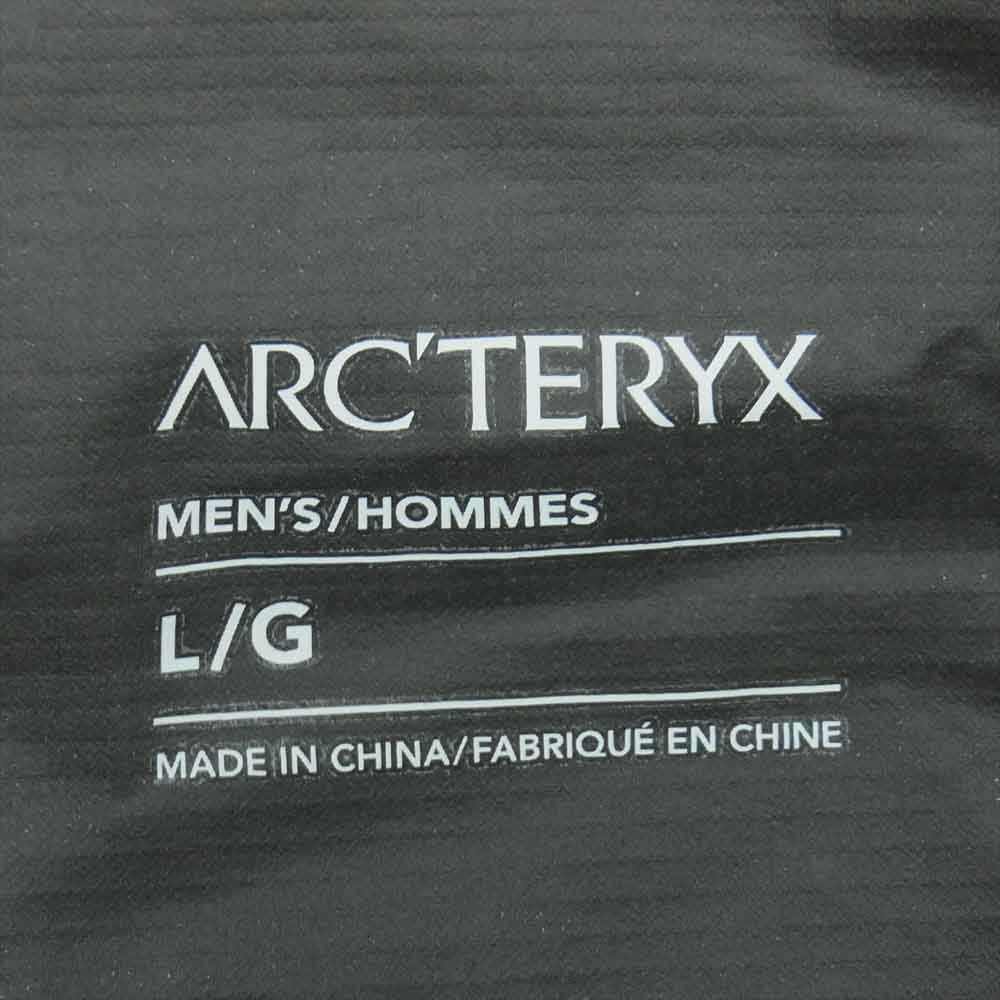 ARC'TERYX
MEN'S/HOMMES
L/G
MADE IN CHINA/FABRIQUÉ EN CHINE